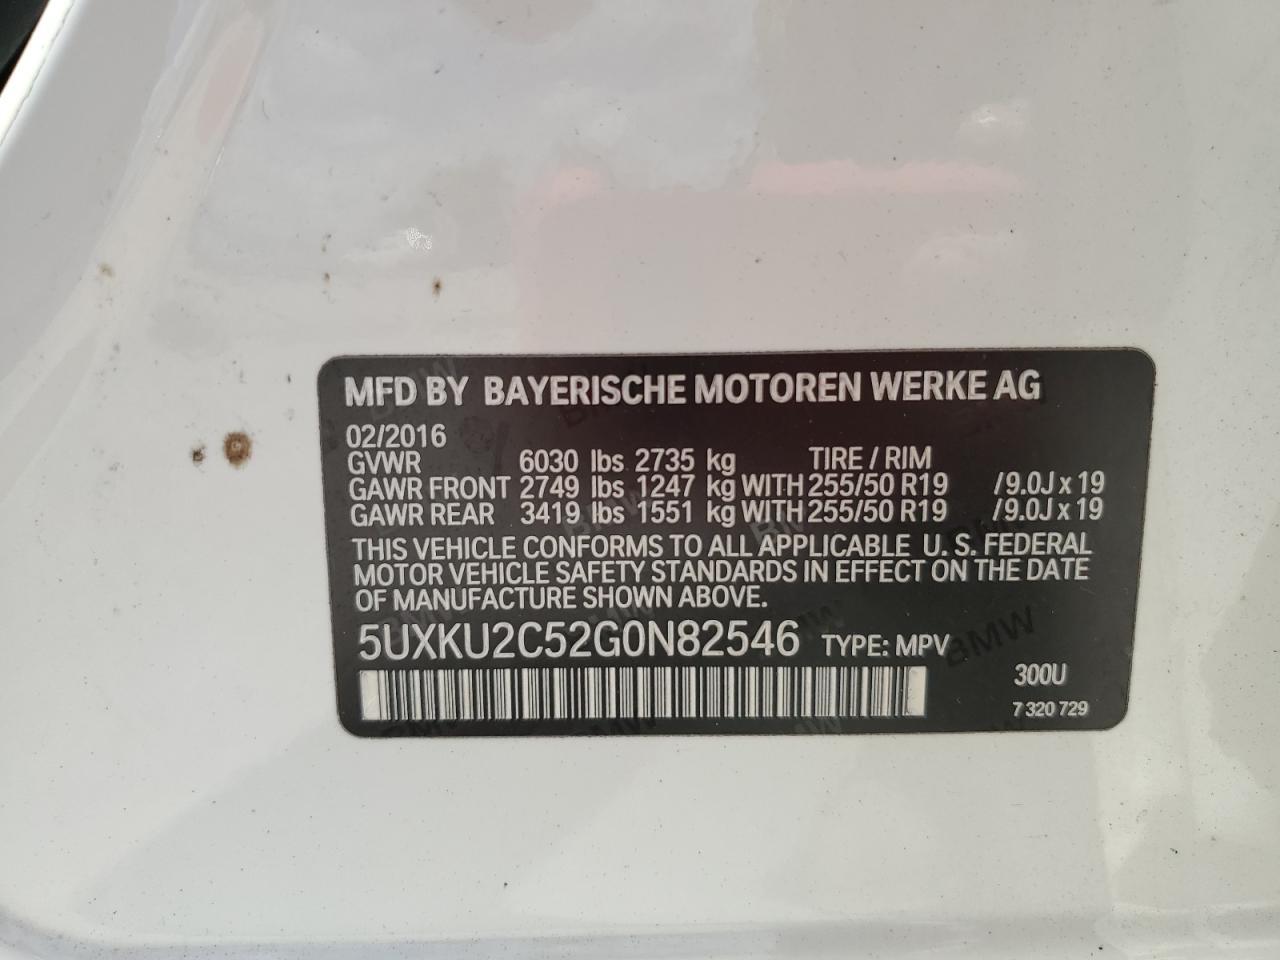 MFD BY BAYERISCHE MOTOREN WERKE AG
02/2016
GVWR 6030 lbs 2735 kg TIRE / RIM
GAWR FRONT 2749 lbs 1247 kg WITH 255/50 R19 /9.0J x 19
GAWR REAR 3419 lbs 1551 kg WITH 255/50 R19 /9.0J x 19
THIS VEHICLE CONFORMS TO ALL APPLICABLE U. S. FEDERAL
MOTOR VEHICLE SAFETY STANDARDS IN EFFECT ON THE DATE
OF MANUFACTURE SHOWN ABOVE.
5UXKU2C52G0N82546 TYPE: MPV
300U
7 320 729